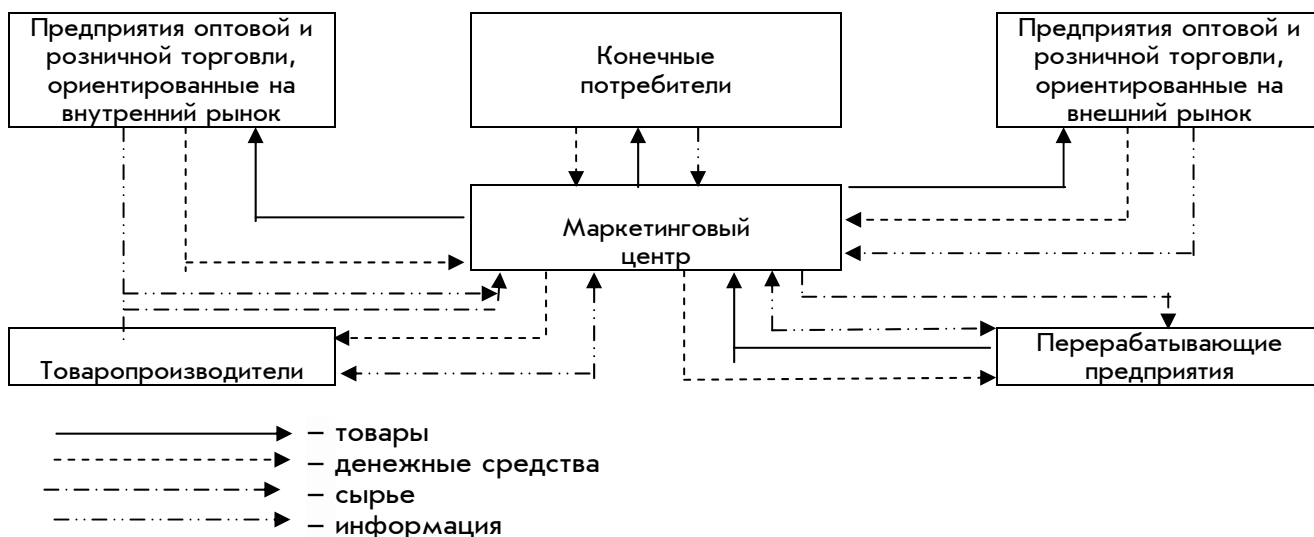 Предприятия оптовой и
розничной торговли,
ориентированные на
внутренний рынок
Конечные
потребители
Предприятия оптовой и
розничной торговли,
ориентированные на
внешний рынок
Маркетинговый
центр
Товаропроизводители
Перерабатывающие
предприятия
– товары
– денежные средства
– сырье
– информация